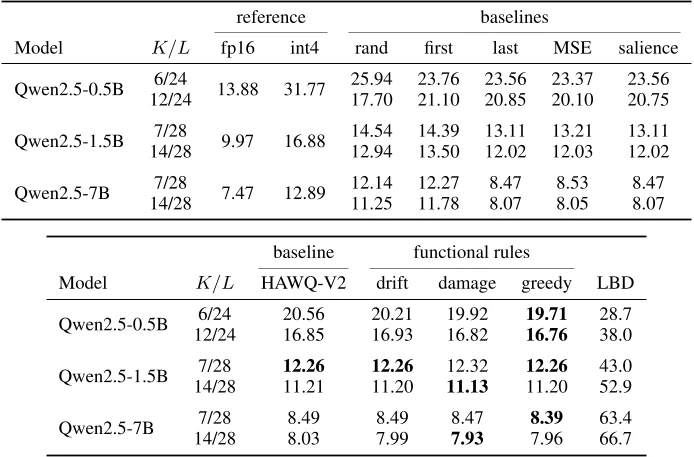 reference baselines
Model K/L fp16 int4 rand first last MSE salience
Qwen2.5-0.5B 6/24 13.88 31.77 25.94 23.76 23.56 23.37 23.56
12/24 17.70 21.10 20.85 20.10 20.75
Qwen2.5-1.5B 7/28 9.97 16.88 14.54 14.39 13.11 13.21 13.11
14/28 12.94 13.50 12.02 12.03 12.02
Qwen2.5-7B 7/28 7.47 12.89 12.14 12.27 8.47 8.53 8.47
14/28 11.25 11.78 8.07 8.05 8.07
baseline functional rules
Model K/L HAWQ-V2 drift damage greedy LBD
Qwen2.5-0.5B 6/24 20.56 20.21 19.92 19.71 28.7
12/24 16.85 16.93 16.82 16.76 38.0
Qwen2.5-1.5B 7/28 12.26 12.26 12.32 12.26 43.0
14/28 11.21 11.20 11.13 11.20 52.9
Qwen2.5-7B 7/28 8.49 8.49 8.47 8.39 63.4
14/28 8.03 7.99 7.93 7.96 66.7